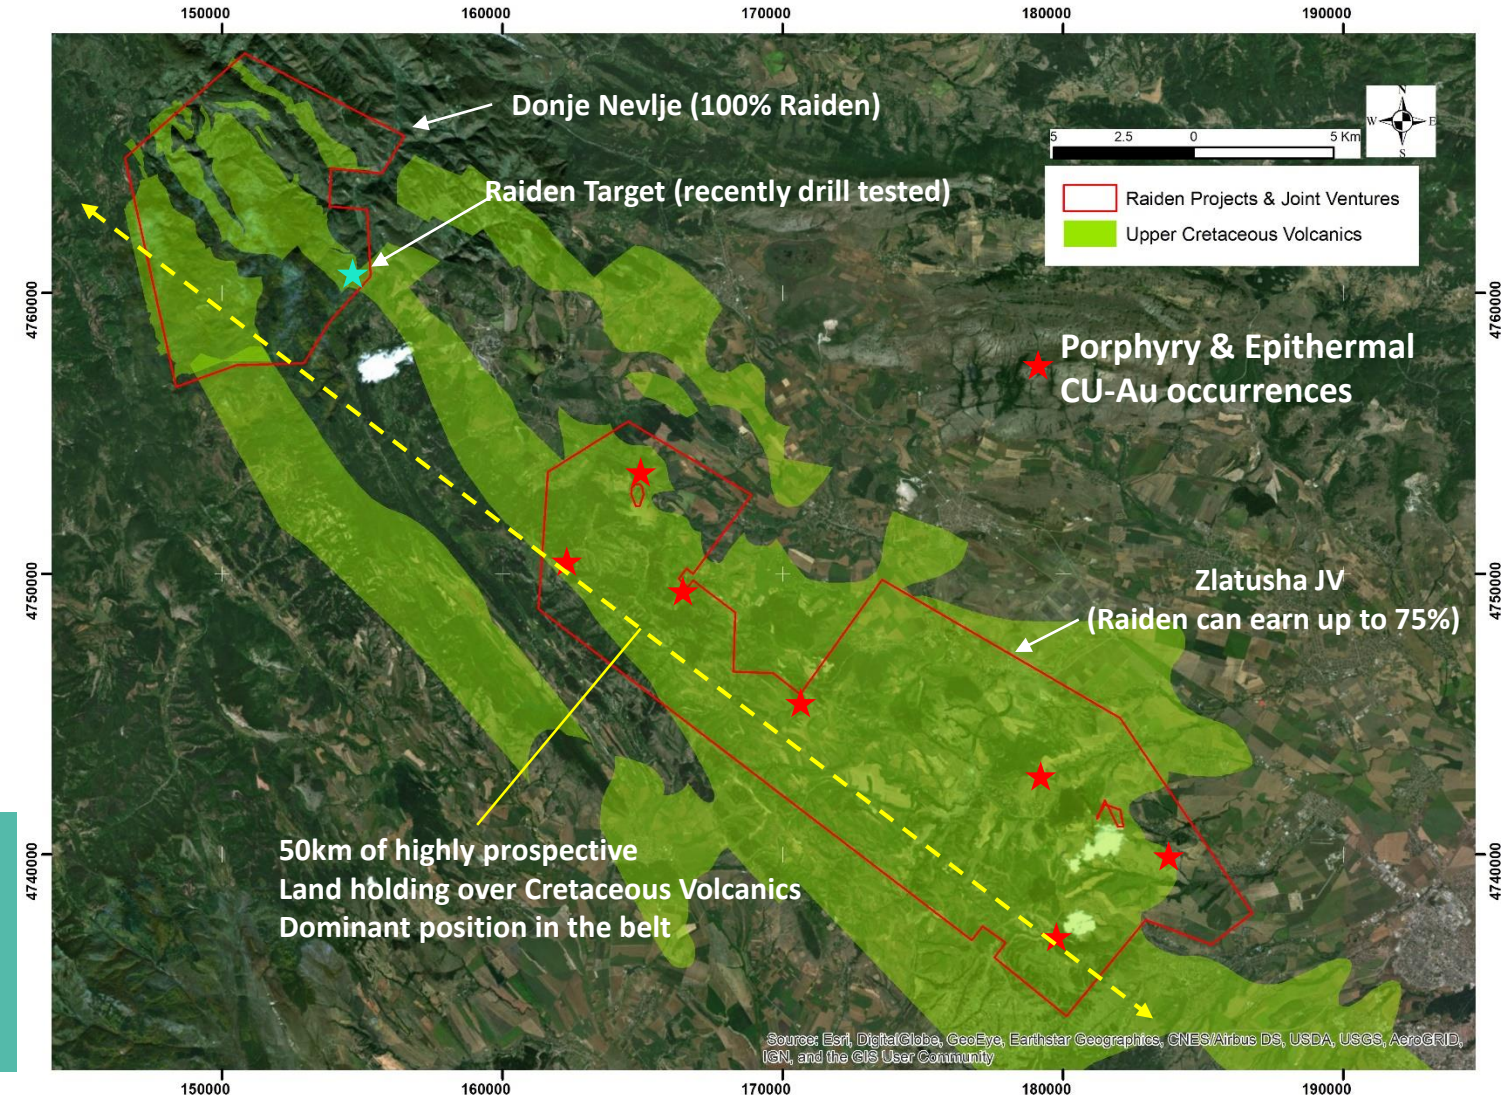 150000
160000
170000
180000
190000
Donje Nevlje (100% Raiden)
N
W
E
S
5
2.5
0
5 Km
Raiden Target (recently drill tested)
Raiden Projects & Joint Ventures
Upper Cretaceous Volcanics
4760000
4760000
Porphyry & Epithermal
CU-Au occurrences
4750000
4750000
Zlatusha JV
(Raiden can earn up to 75%)
50km of highly prospective
Land holding over Cretaceous Volcanics
Dominant position in the belt
4740000
4740000
Source: Esri, DigitalGlobe, GeoEye, Earthstar Geographics, CNES/Airbus DS, USDA, USGS, AeroGRID,
IGN, and the GIS User Community
150000
160000
170000
180000
190000